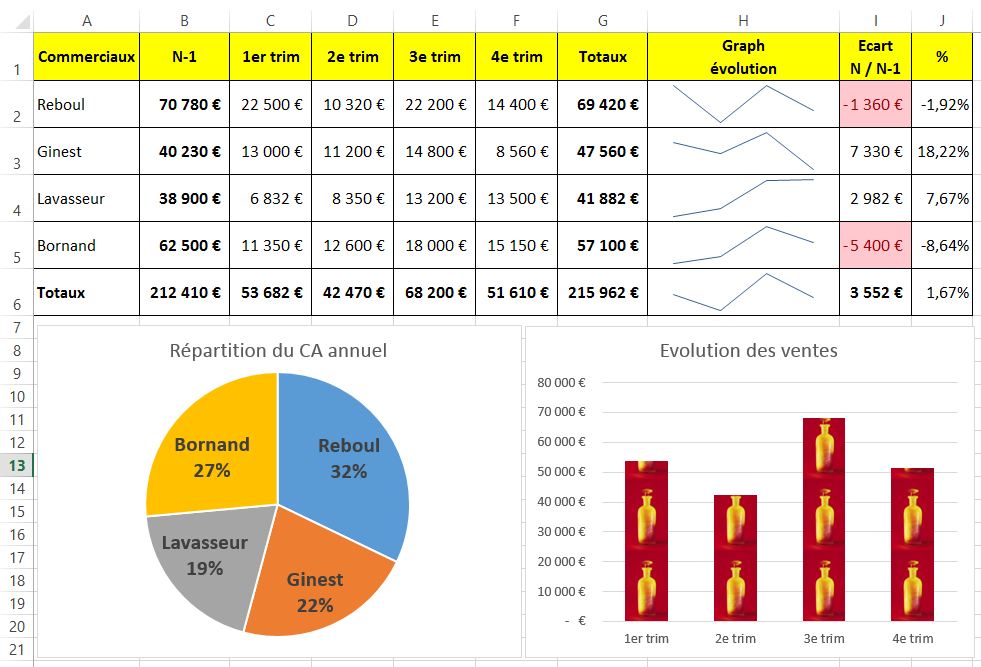 A B C D E F G H I J
1 Commerciaux N-1 1er trim 2e trim 3e trim 4e trim Totaux Graph évolution Ecart N / N-1 %
2 Reboul 70 780 € 22 500 € 10 320 € 22 200 € 14 400 € 69 420 € -1 360 € -1,92%
3 Ginest 40 230 € 13 000 € 11 200 € 14 800 € 8 560 € 47 560 € 7 330 € 18,22%
4 Lavasseur 38 900 € 6 832 € 8 350 € 13 200 € 13 500 € 41 882 € 2 982 € 7,67%
5 Bornand 62 500 € 11 350 € 12 600 € 18 000 € 15 150 € 57 100 € -5 400 € -8,64%
6 Totaux 212 410 € 53 682 € 42 470 € 68 200 € 51 610 € 215 962 € 3 552 € 1,67%
7
8
9
10
11
12
13
14
15
16
17
18
19
20
21
Répartition du CA annuel
Bornand
27%
Reboul
32%
Lavasseur
19%
Ginest
22%
Evolution des ventes
80 000 €
70 000 €
60 000 €
50 000 €
40 000 €
30 000 €
20 000 €
10 000 €
- €
1er trim 2e trim 3e trim 4e trim